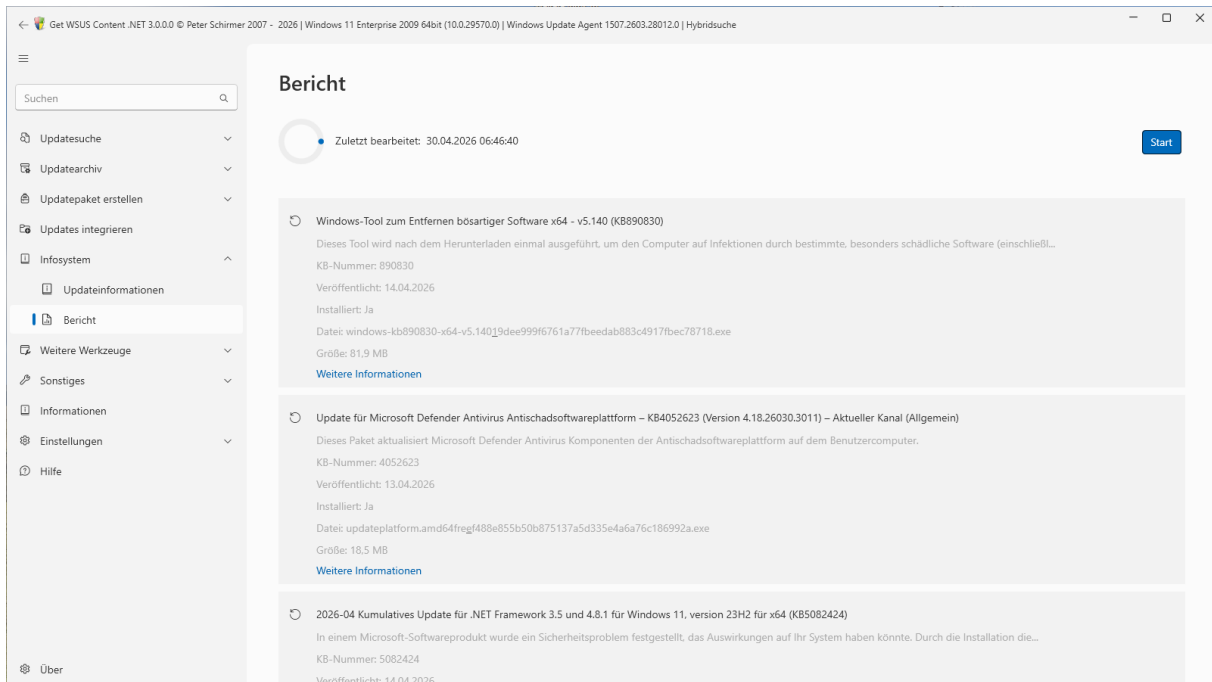 Get WSUS Content .NET 3.0.0.0 © Peter Schirmer 2007 - 2026 | Windows 11 Enterprise 2009 64bit (10.0.29570.0) | Windows Update Agent 1507.2603.28012.0 | Hybridsuche
Suchen
Updatesuche
Updatearchiv
Updatepaket erstellen
Updates integrieren
Infosystem
Updateinformationen
Bericht
Weitere Werkzeuge
Sonstiges
Informationen
Einstellungen
Hilfe
Über
Bericht
Zuletzt bearbeitet: 30.04.2026 06:46:40
Start
Windows-Tool zum Entfernen bösartiger Software x64 - v5.140 (KB890830)
Dieses Tool wird nach dem Herunterladen einmal ausgeführt, um den Computer auf Infektionen durch bestimmte, besonders schädliche Software (einschließl...
KB-Nummer: 890830
Veröffentlicht: 14.04.2026
Installiert: Ja
Datei: windows-kb890830-x64-v5.14019dee999f6761a77fbeedab883c4917fbec78718.exe
Größe: 81,9 MB
Weitere Informationen
Update für Microsoft Defender Antivirus Antischadsoftwareplattform – KB4052623 (Version 4.18.26030.3011) – Aktueller Kanal (Allgemein)
Dieses Paket aktualisiert Microsoft Defender Antivirus Komponenten der Antischadsoftwareplattform auf dem Benutzercomputer.
KB-Nummer: 4052623
Veröffentlicht: 13.04.2026
Installiert: Ja
Datei: updateplatform.amd64fregf488e855b50b875137a5d335e4a6a76c186992a.exe
Größe: 18,5 MB
Weitere Informationen
2026-04 Kumulatives Update für .NET Framework 3.5 und 4.8.1 für Windows 11, version 23H2 für x64 (KB5082424)
In einem Microsoft-Softwareprodukt wurde ein Sicherheitsproblem festgestellt, das Auswirkungen auf Ihr System haben könnte. Durch die Installation die...
KB-Nummer: 5082424
Veröffentlicht: 14.04.2026